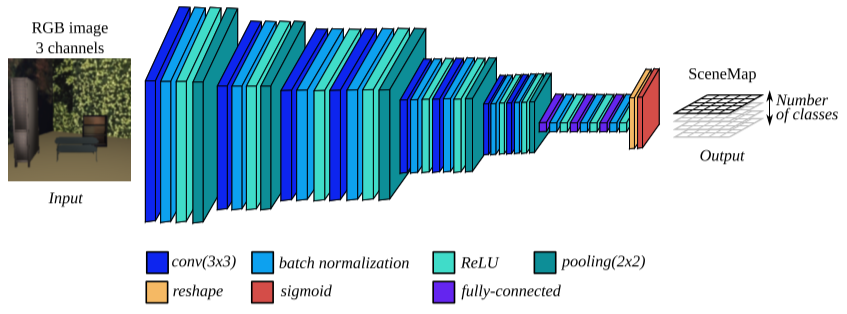 RGB image
3 channels
Input
SceneMap
Number
of classes
Output
conv(3x3)
batch normalization
ReLU
pooling(2x2)
reshape
sigmoid
fully-connected